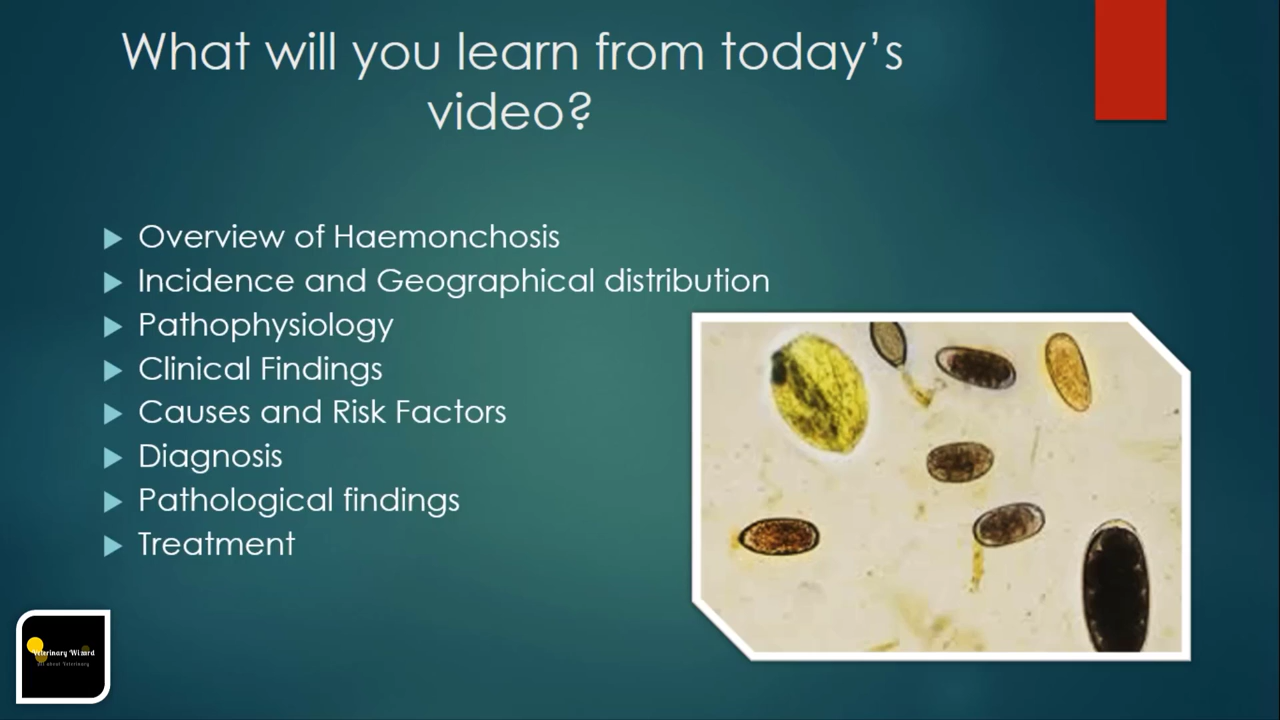 What will you learn from today's
video?
Overview of Haemonchosis
Incidence and Geographical distribution
Pathophysiology
Clinical Findings
Causes and Risk Factors
Diagnosis
Pathological findings
Treatment
Veterinary Wizard
All about Veterinary